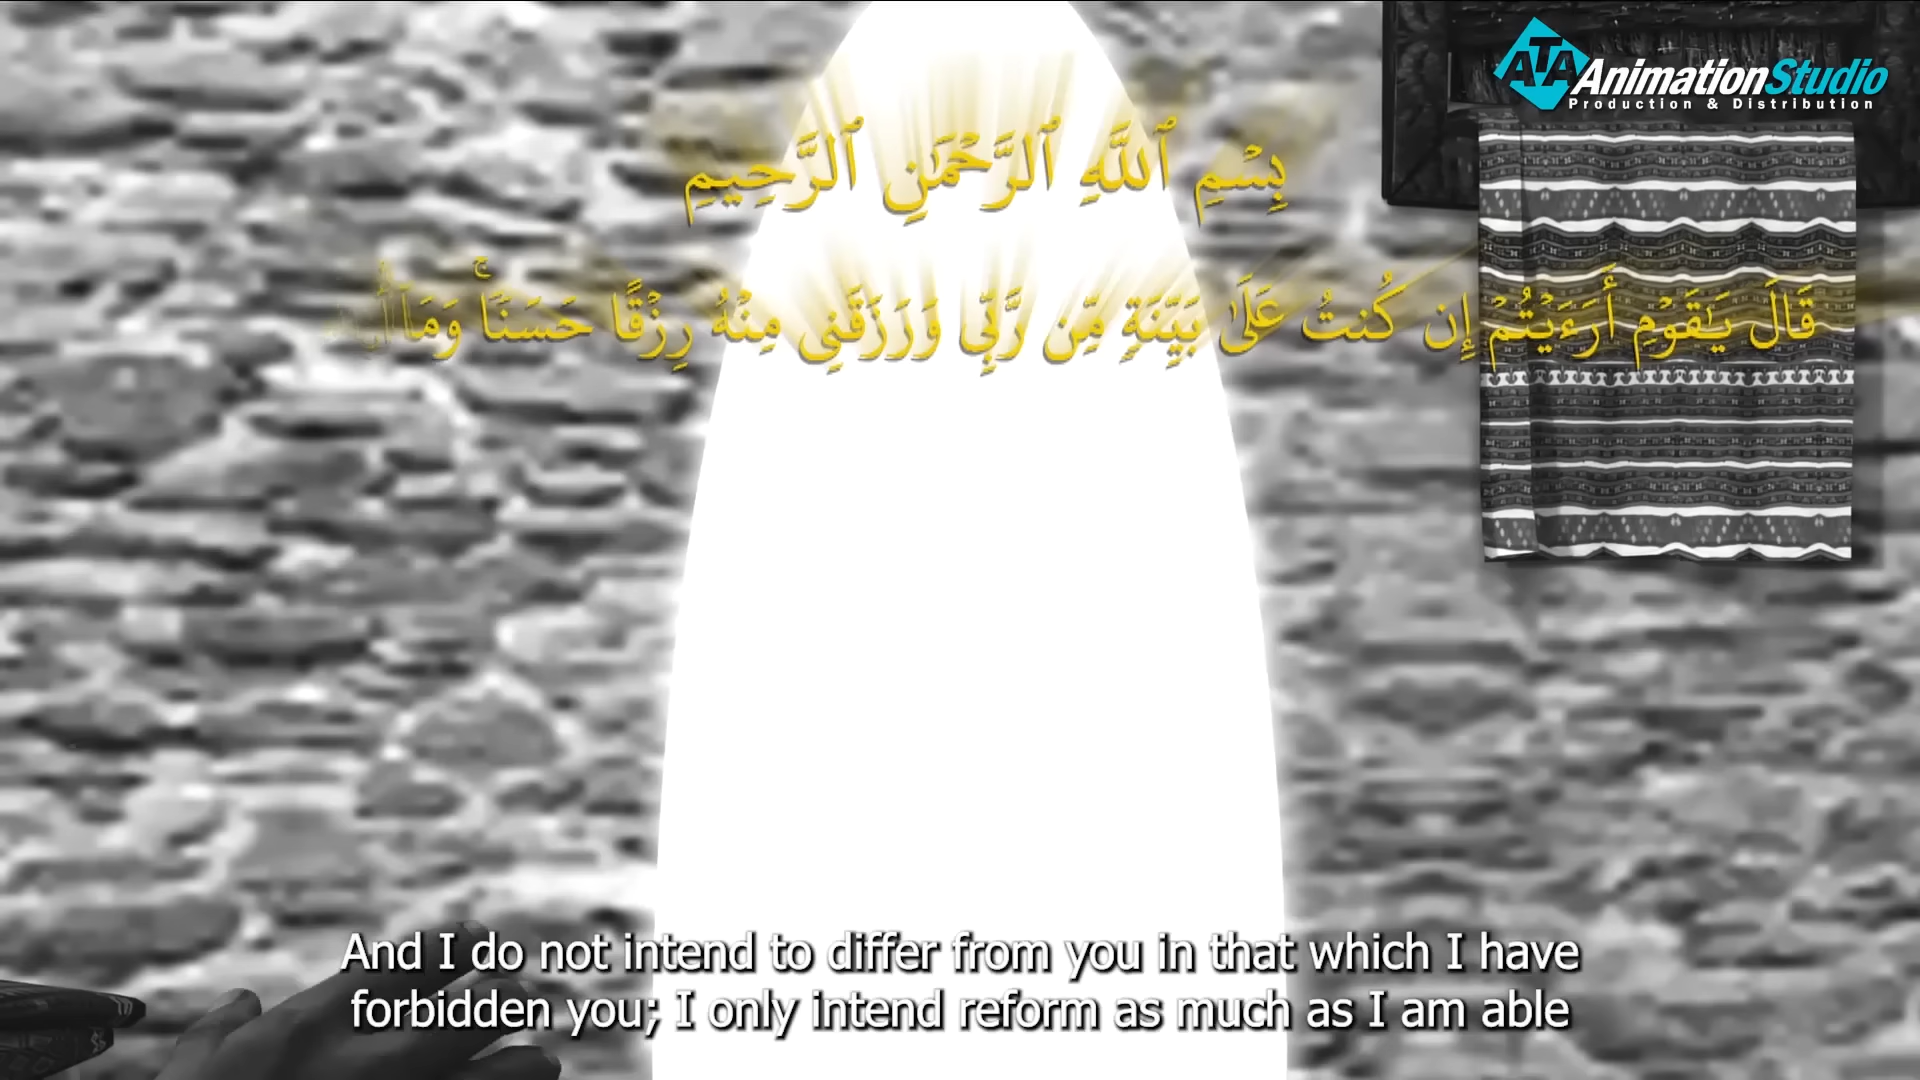 ATA AnimationStudio
Production & Distribution
بِسْمِ ٱللَّهِ ٱلرَّحْمَٰنِ ٱلرَّحِيمِ
قَالَ يَٰقَوْمِ أَرَءَيْتُمْ إِن كُنتُ عَلَىٰ بَيِّنَةٍ مِّن رَّبِّى وَرَزَقَنِى مِنْهُ رِزْقًا حَسَنًا ۚ وَمَآ
And I do not intend to differ from you in that which I have
forbidden you; I only intend reform as much as I am able